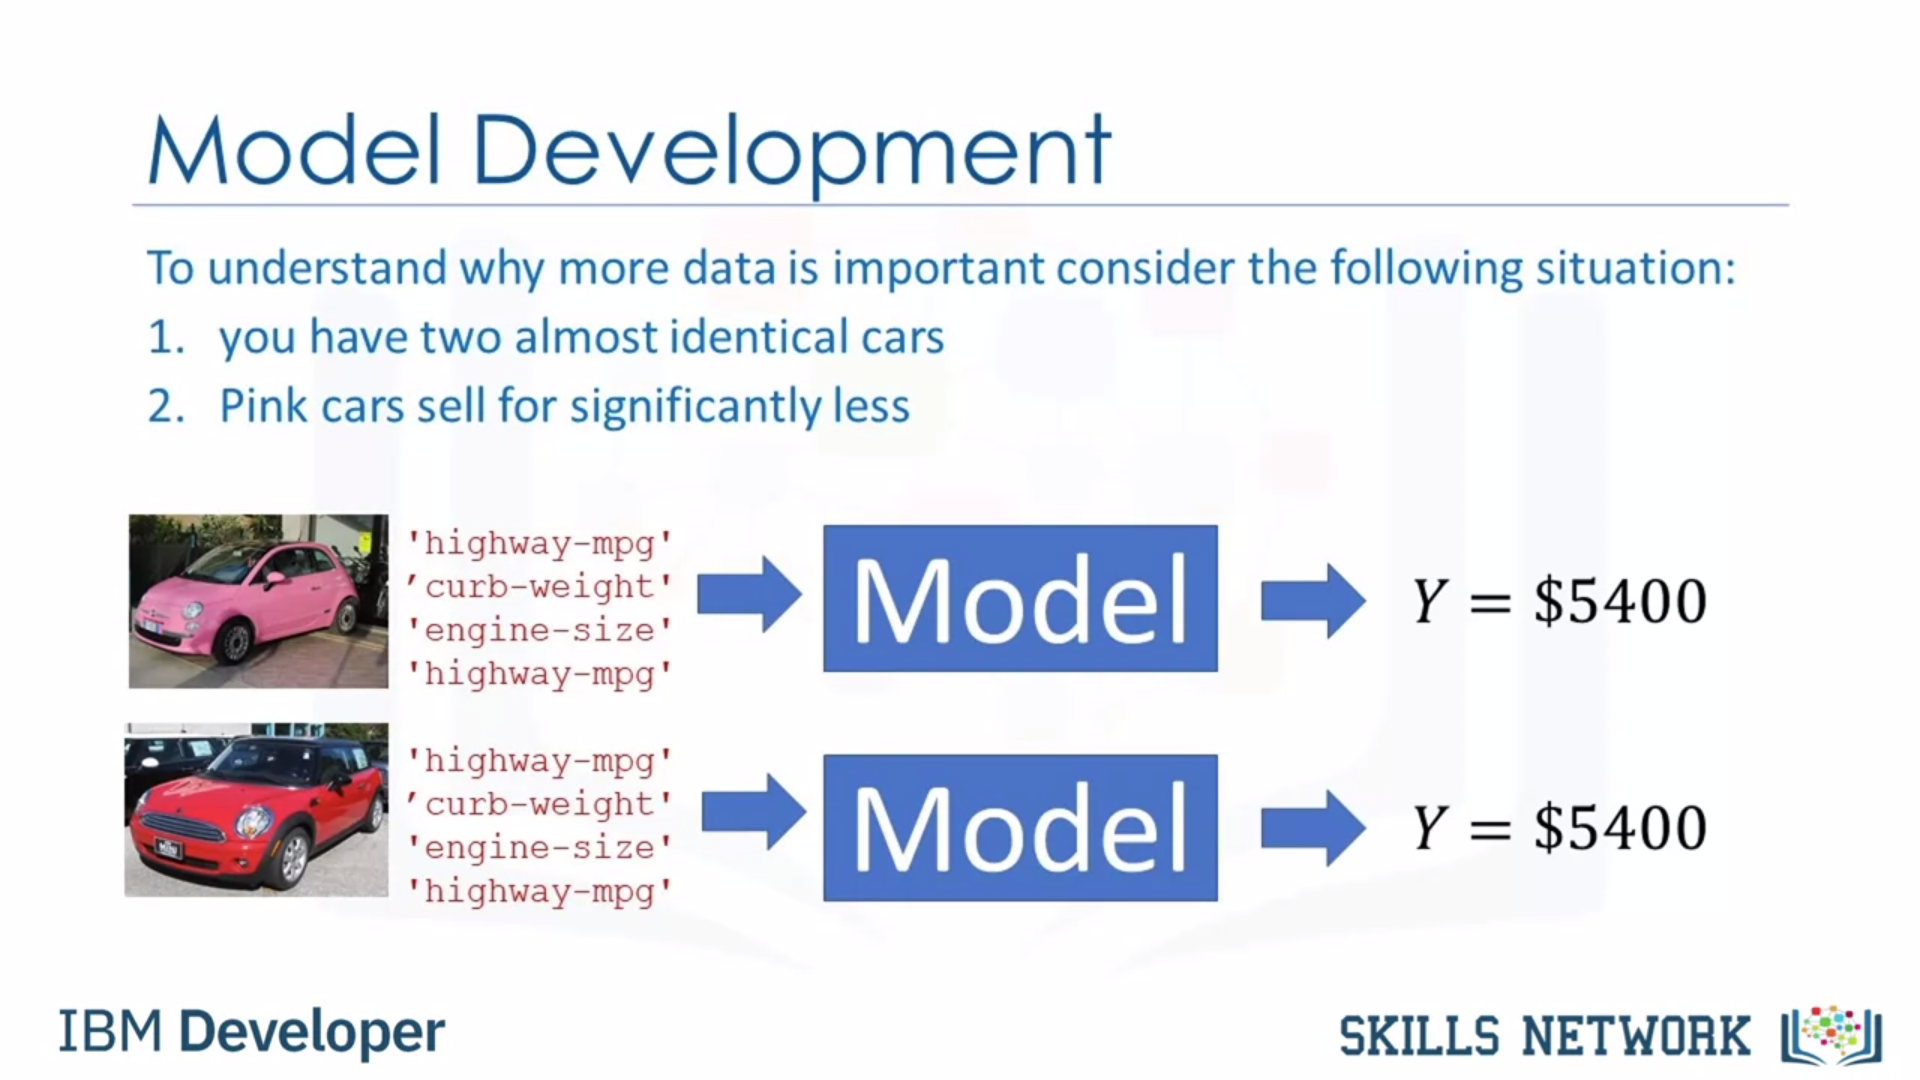 Model Development
To understand why more data is important consider the following situation:
1. you have two almost identical cars
2. Pink cars sell for significantly less
'highway-mpg'
’curb-weight'
'engine-size'
'highway-mpg'
Model
Y = $5400
'highway-mpg'
’curb-weight'
'engine-size'
'highway-mpg'
Model
Y = $5400
IBM Developer
SKILLS NETWORK